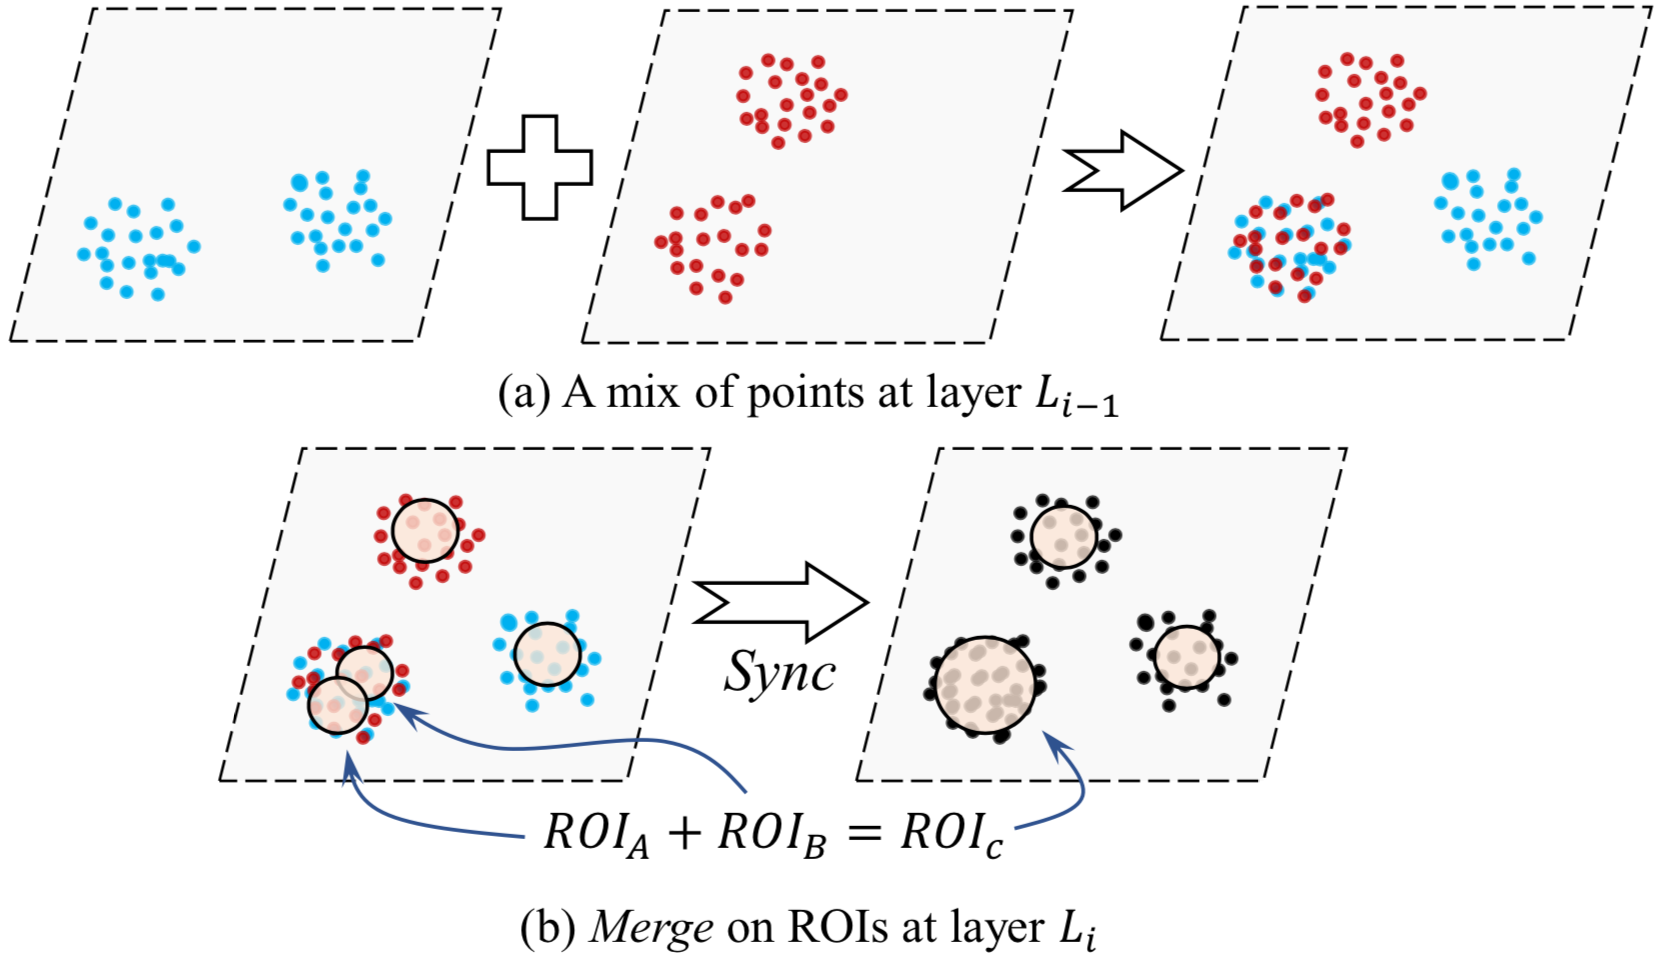 (a) A mix of points at layer L_{i−1}
Sync
ROI_A + ROI_B = ROI_c
(b) Merge on ROIs at layer L_i